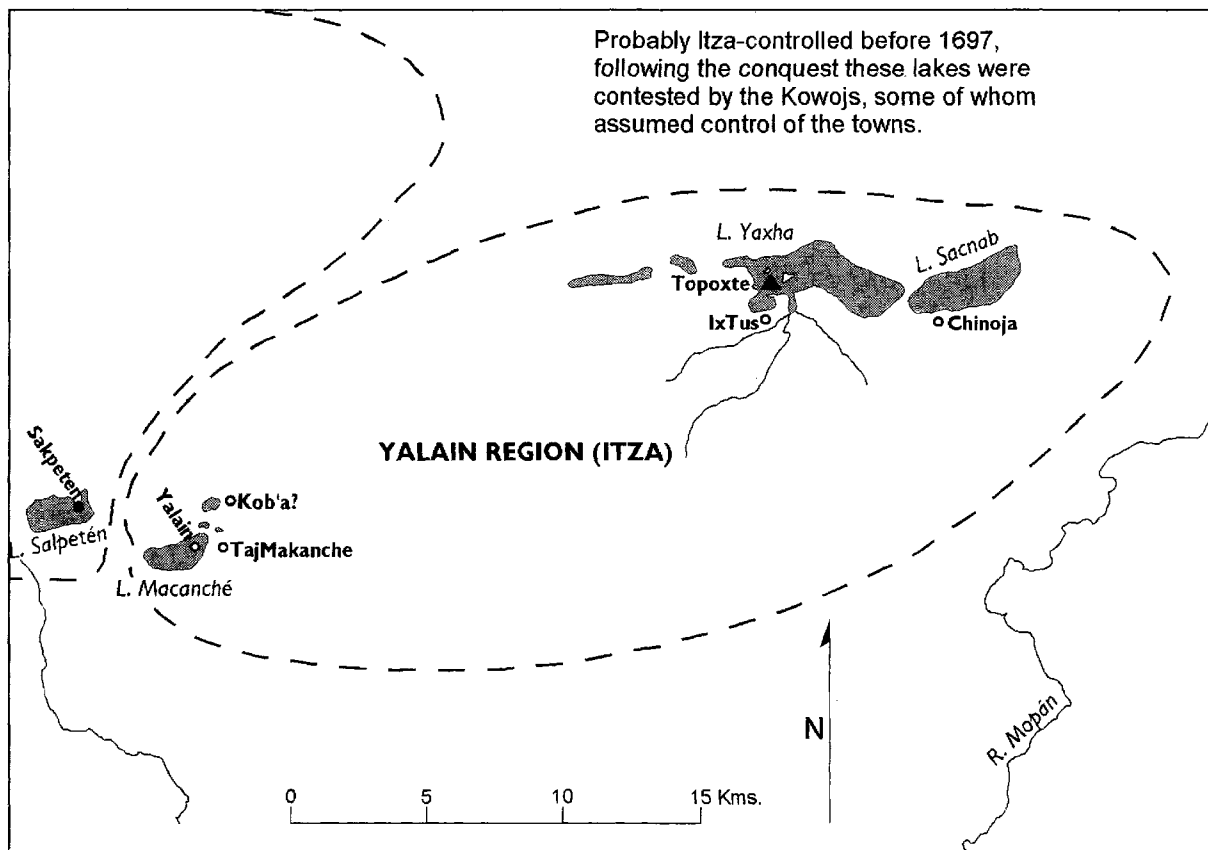 Probably Itza-controlled before 1697,
following the conquest these lakes were
contested by the Kowojs, some of whom
assumed control of the towns.
L. Yaxha
L. Sacnab
Topoxte
IxTus
Chinoja
YALAIN REGION (ITZA)
Sakpeten
L. Salpetén
Yalain
Kob'a?
TajMakanche
L. Macanché
N
R. Mopán
0 5 10 15 Kms.